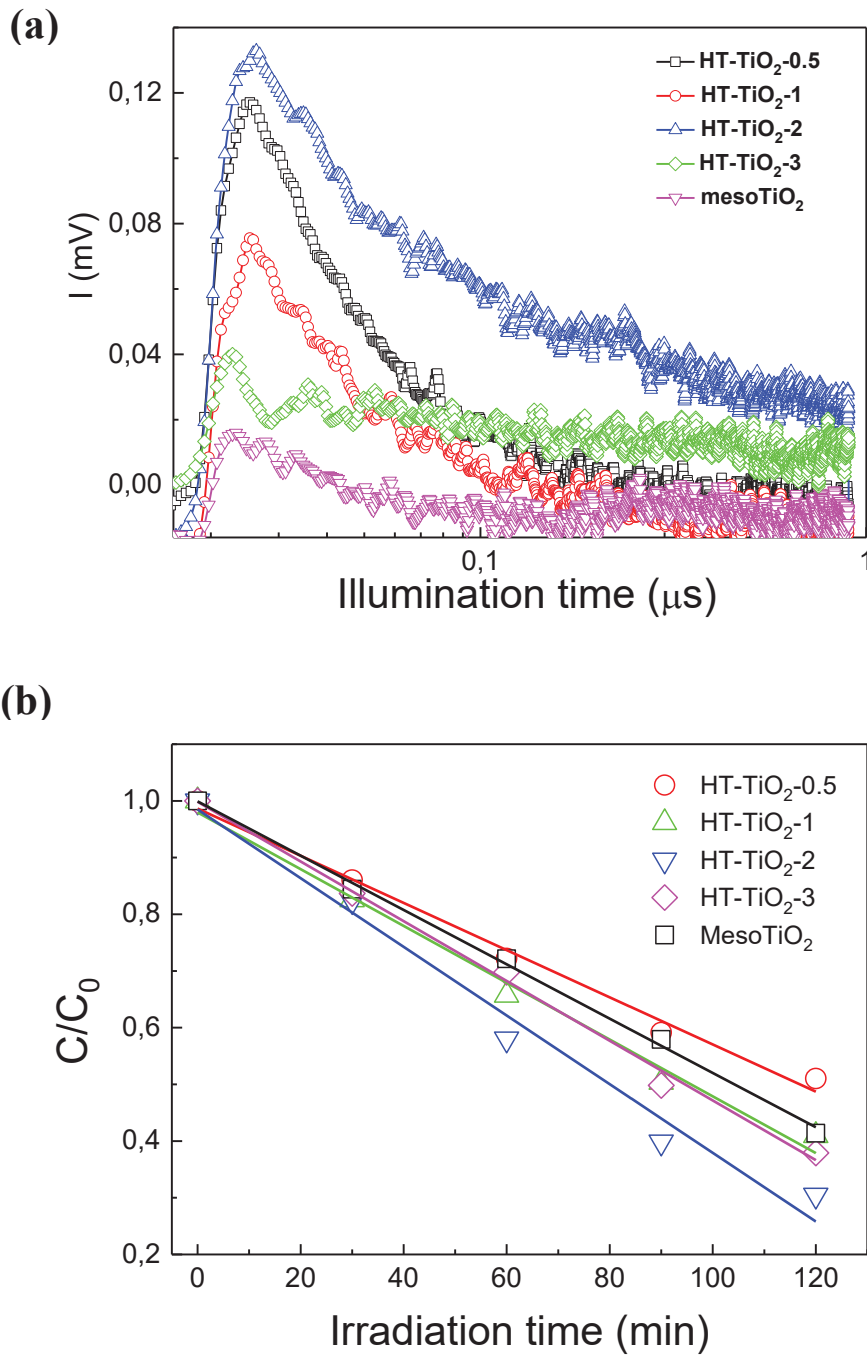 (a)
0,12
0,08
0,04
0,00
I (mV)
HT-TiO₂-0.5
HT-TiO₂-1
HT-TiO₂-2
HT-TiO₂-3
mesoTiO₂
0,1
1
Illumination time (μs)
(b)
1,0
0,8
0,6
0,4
0,2
C/C₀
HT-TiO₂-0.5
HT-TiO₂-1
HT-TiO₂-2
HT-TiO₂-3
MesoTiO₂
0 20 40 60 80 100 120
Irradiation time (min)